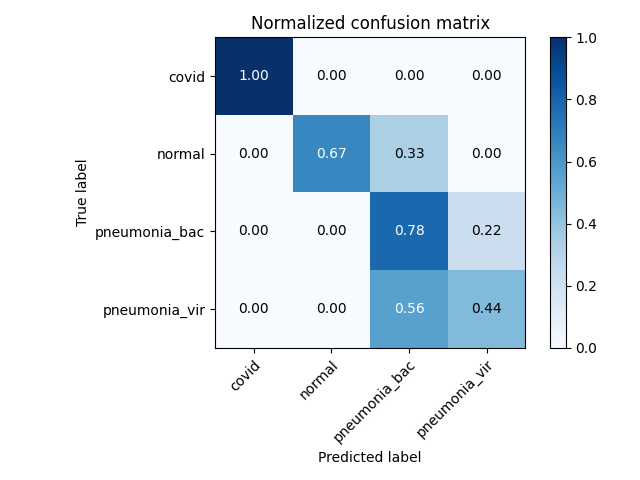 Normalized confusion matrix
True label
covid 1.00 0.00 0.00 0.00
normal 0.00 0.67 0.33 0.00
pneumonia_bac 0.00 0.00 0.78 0.22
pneumonia_vir 0.00 0.00 0.56 0.44
covid normal pneumonia_bac pneumonia_vir
Predicted label
1.0
0.8
0.6
0.4
0.2
0.0